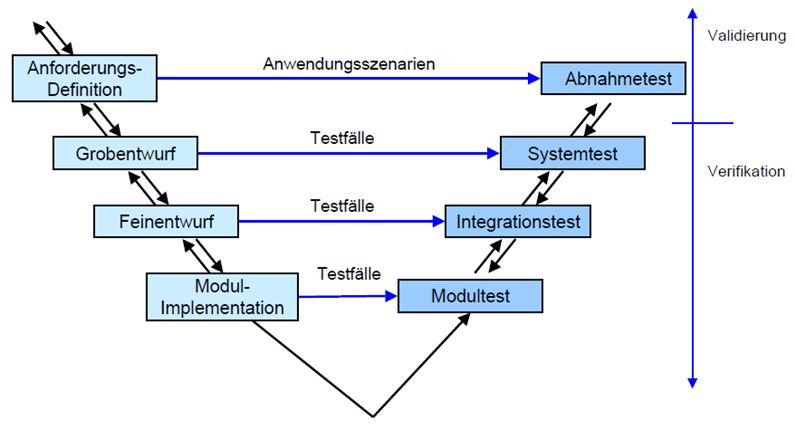 Anforderungs-
Definition
Anwendungsszenarien
Abnahmetest
Validierung
Grobentwurf
Testfälle
Systemtest
Verifikation
Feinentwurf
Testfälle
Integrationstest
Modul-
Implementation
Testfälle
Modultest